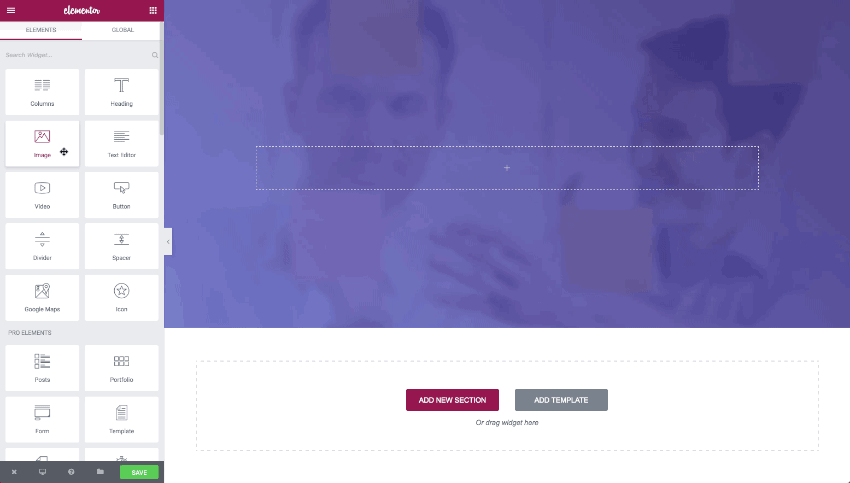 elementor
ELEMENTS
GLOBAL
Search Widget...
Columns
Heading
Image
Text Editor
Video
Button
Divider
Spacer
Google Maps
Icon
PRO ELEMENTS
Posts
Portfolio
Form
Template
SAVE
ADD NEW SECTION
ADD TEMPLATE
Or drag widget here